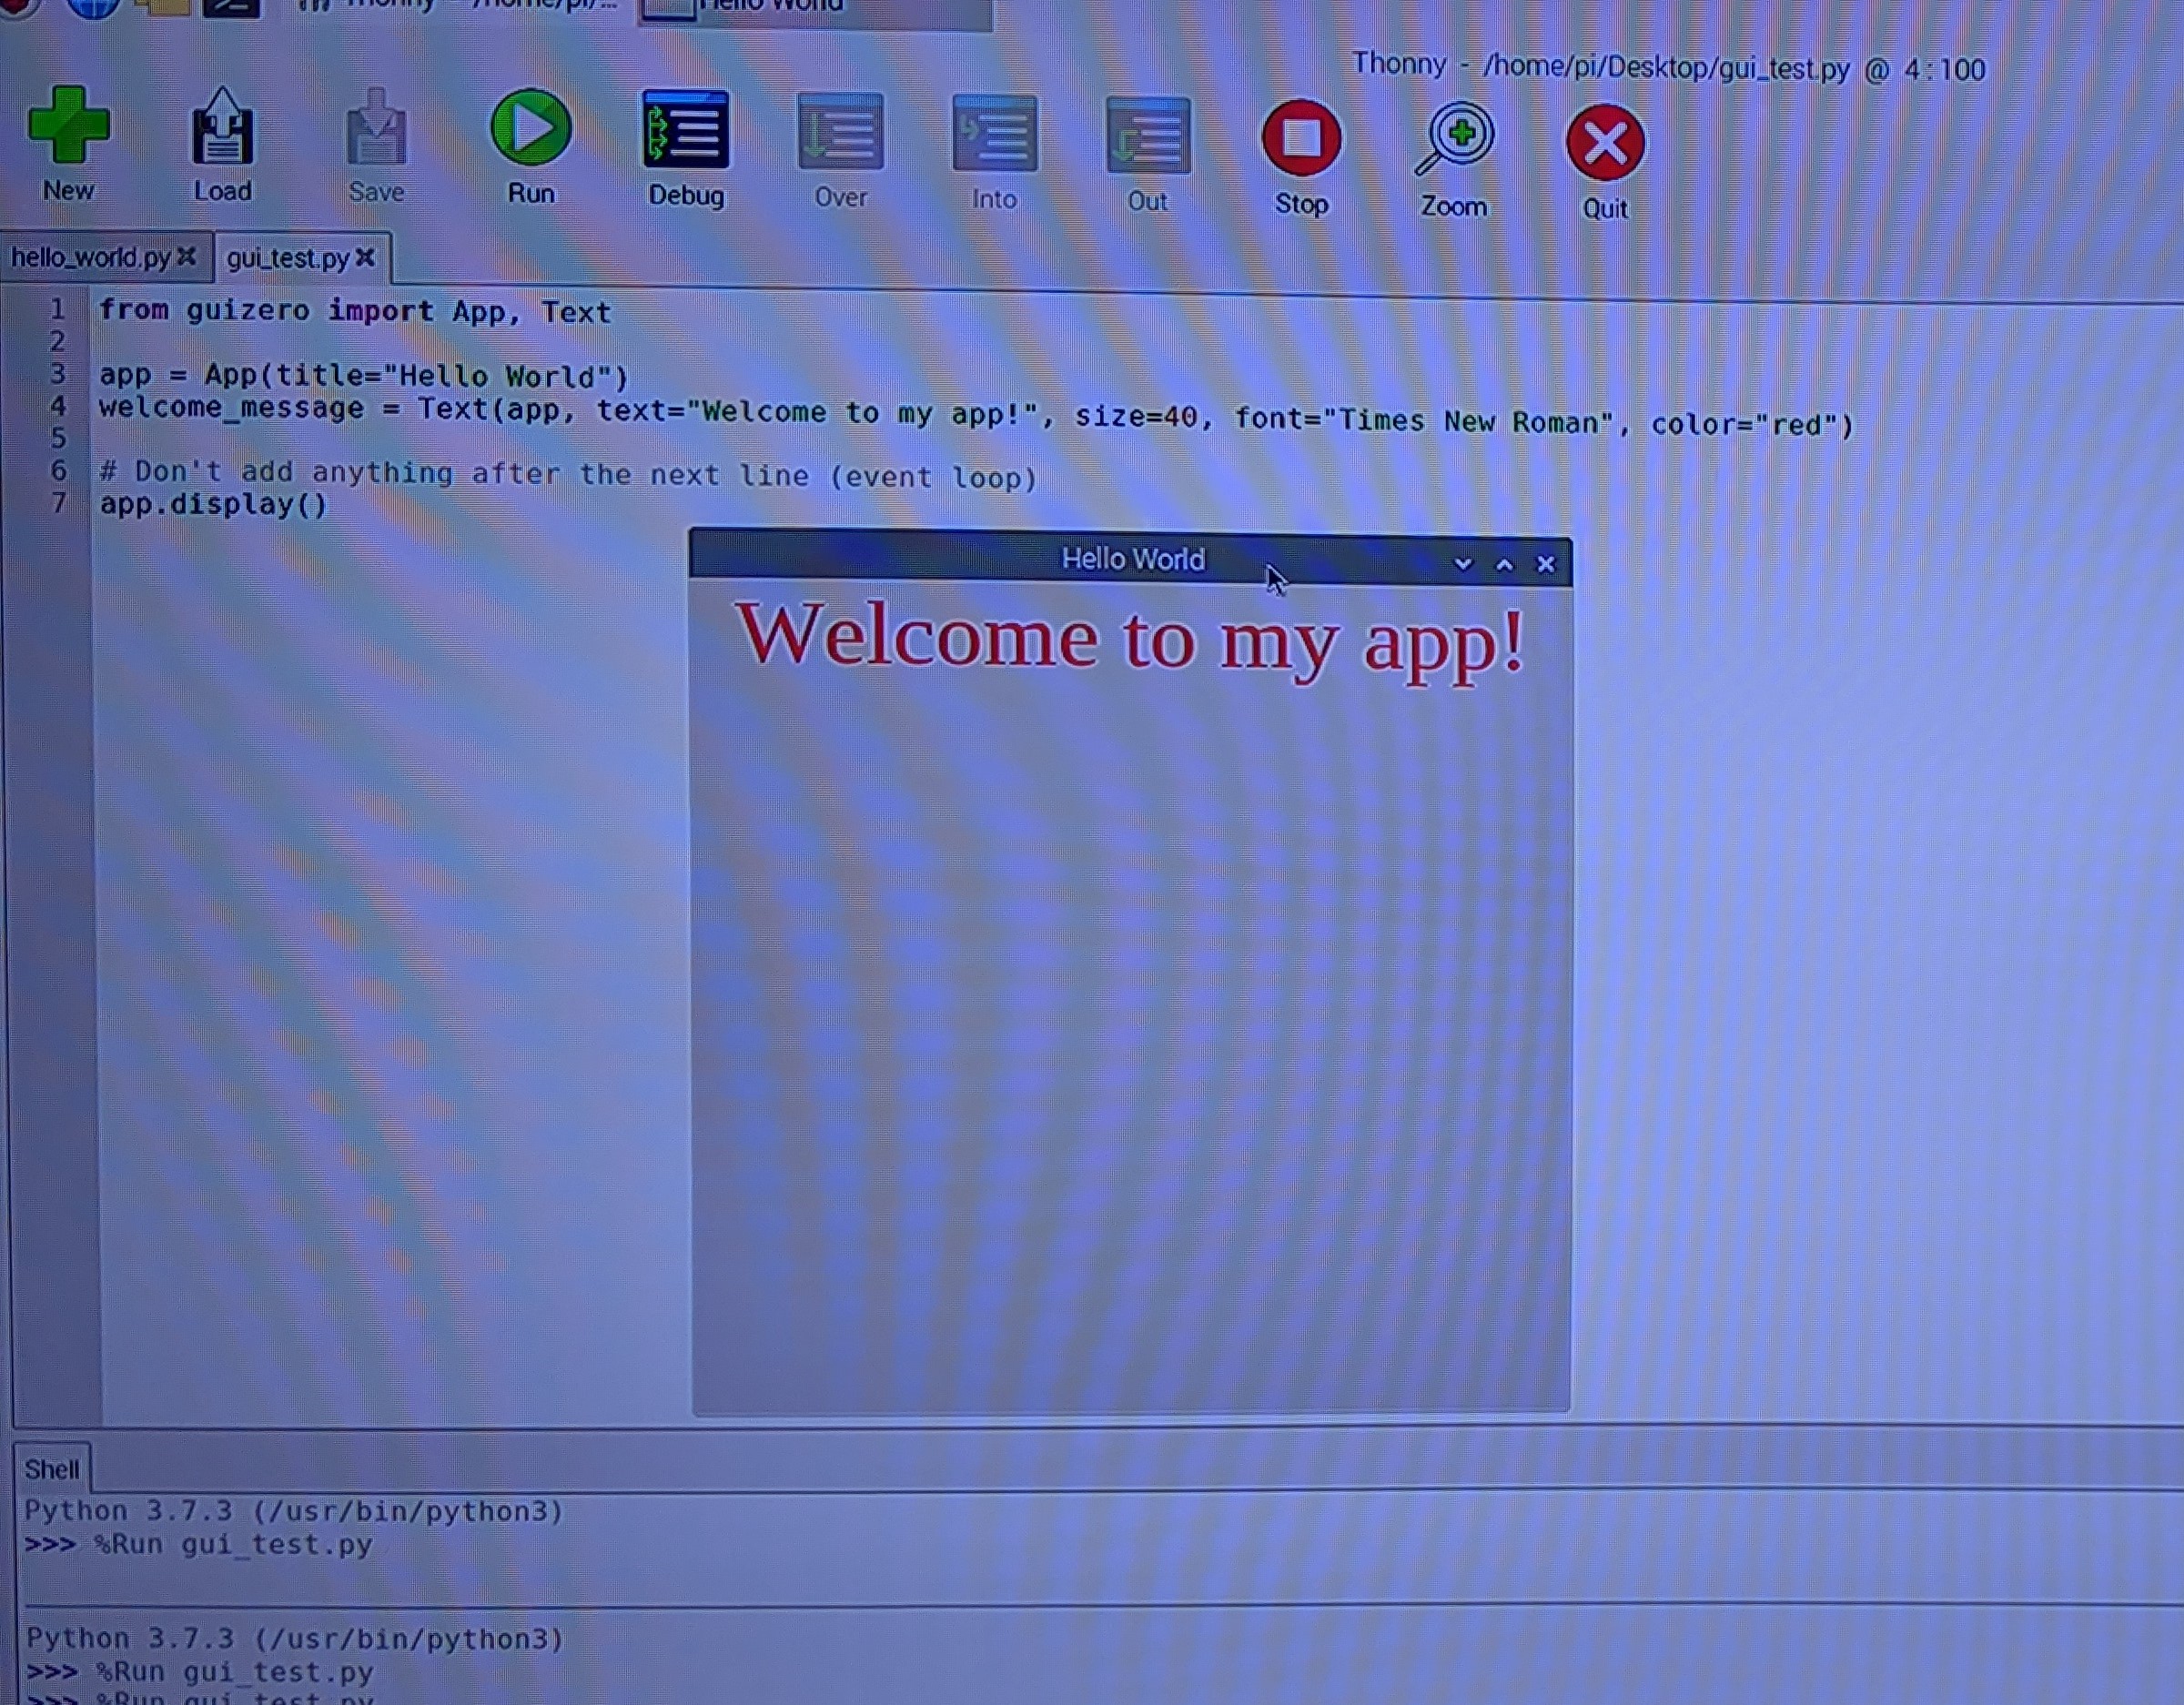 Thonny - /home/pi/...
Hello World
Thonny - /home/pi/Desktop/gui_test.py @ 4:100
New Load Save Run Debug Over Into Out Stop Zoom Quit
hello_world.py gui_test.py
1 from guizero import App, Text
2
3 app = App(title="Hello World")
4 welcome_message = Text(app, text="Welcome to my app!", size=40, font="Times New Roman", color="red")
5
6 # Don't add anything after the next line (event loop)
7 app.display()
Hello World
Welcome to my app!
Shell
Python 3.7.3 (/usr/bin/python3)
>>> %Run gui_test.py
Python 3.7.3 (/usr/bin/python3)
>>> %Run gui_test.py
>>> %Run gui_test.py